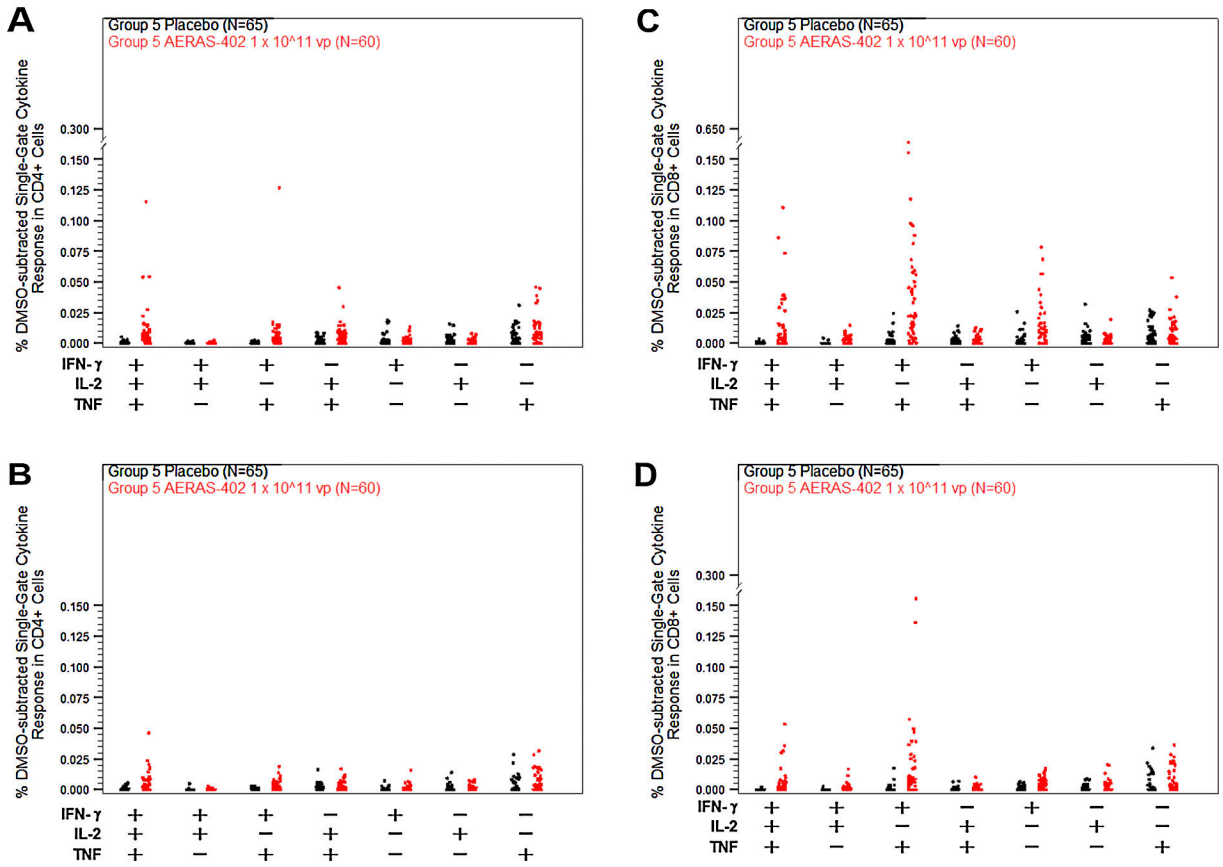 A
Group 5 Placebo (N=65)
Group 5 AERAS-402 1 x 10^11 vp (N=60)
% DMSO-subtracted Single-Gate Cytokine
Response in CD4+ Cells
0.300
0.150
0.125
0.100
0.075
0.050
0.025
0.000
IFN-γ + + + − + − −
IL-2 + + − + − + −
TNF + − + + − − +
C
Group 5 Placebo (N=65)
Group 5 AERAS-402 1 x 10^11 vp (N=60)
% DMSO-subtracted Single-Gate Cytokine
Response in CD8+ Cells
0.650
0.150
0.125
0.100
0.075
0.050
0.025
0.000
IFN-γ + + + − + − −
IL-2 + + − + − + −
TNF + − + + − − +
B
Group 5 Placebo (N=65)
Group 5 AERAS-402 1 x 10^11 vp (N=60)
% DMSO-subtracted Single-Gate Cytokine
Response in CD4+ Cells
0.150
0.125
0.100
0.075
0.050
0.025
0.000
IFN-γ + + + − + − −
IL-2 + + − + − + −
TNF + − + + − − +
D
Group 5 Placebo (N=65)
Group 5 AERAS-402 1 x 10^11 vp (N=60)
% DMSO-subtracted Single-Gate Cytokine
Response in CD8+ Cells
0.300
0.150
0.125
0.100
0.075
0.050
0.025
0.000
IFN-γ + + + − + − −
IL-2 + + − + − + −
TNF + − + + − − +